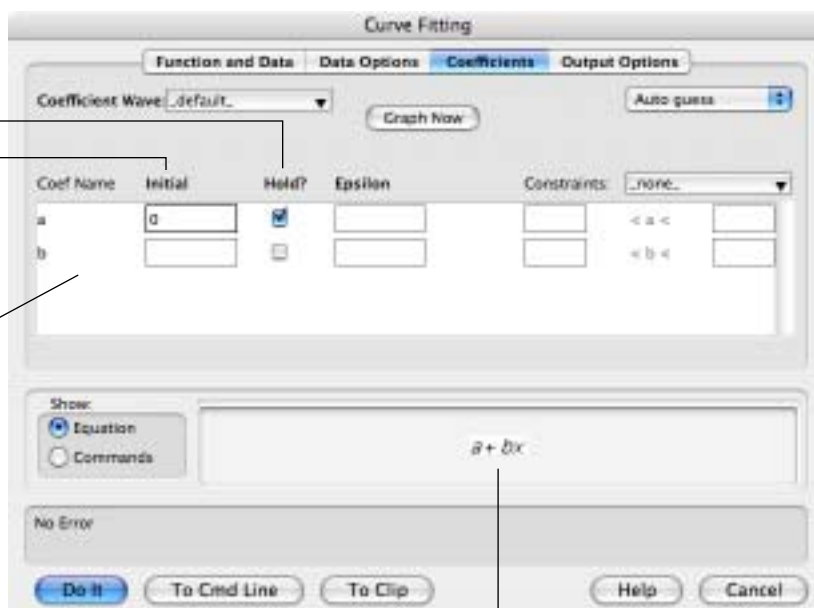 Curve Fitting
Function and Data Data Options Coefficients Output Options
Coefficient Wave: _default_ Graph Now Auto guess
Coef Name Initial Hold? Epsilon Constraints: _none_
a 0 < a <
b < b <
Show:
Equation
Commands
a + bx
No Error
Do It To Cmd Line To Clip Help Cancel